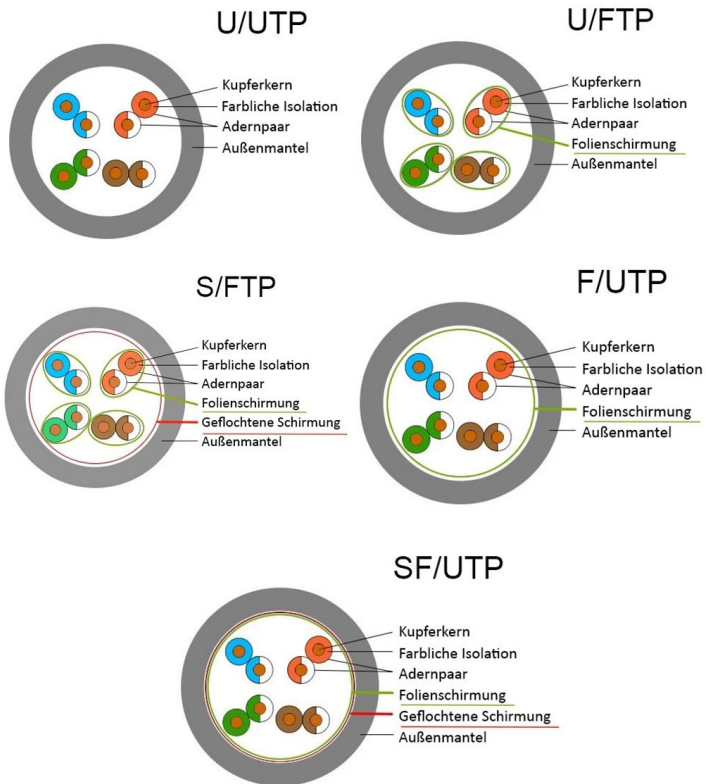 U/UTP
Kupferkern
Farbliche Isolation
Adernpaar
Außenmantel
U/FTP
Kupferkern
Farbliche Isolation
Adernpaar
Folienschirmung
Außenmantel
S/FTP
Kupferkern
Farbliche Isolation
Adernpaar
Folienschirmung
Geflochtene Schirmung
Außenmantel
F/UTP
Kupferkern
Farbliche Isolation
Adernpaar
Folienschirmung
Außenmantel
SF/UTP
Kupferkern
Farbliche Isolation
Adernpaar
Folienschirmung
Geflochtene Schirmung
Außenmantel